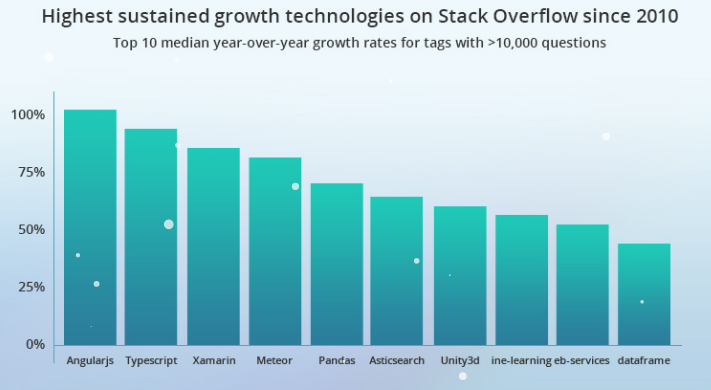 Highest sustained growth technologies on Stack Overflow since 2010
Top 10 median year-over-year growth rates for tags with >10,000 questions
100%
75%
50%
25%
0%
Angularjs Typescript Xamarin Meteor Pandas Asticsearch Unity3d ine-learning eb-services dataframe